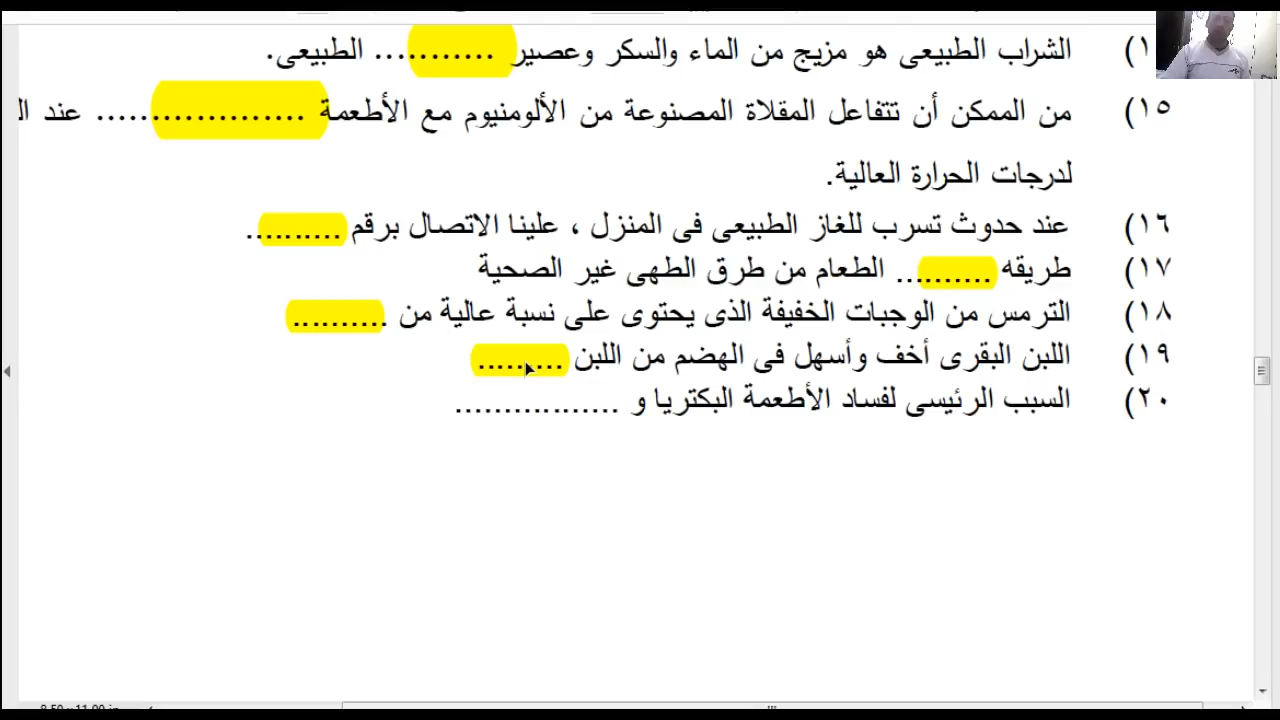 الشراب الطبيعى هو مزيج من الماء والسكر وعصير ........... الطبيعى.
١٥) من الممكن أن تتفاعل المقلاة المصنوعة من الألومنيوم مع الأطعمة .................... عند
لدرجات الحرارة العالية.
١٦) عند حدوث تسرب للغاز الطبيعى فى المنزل ، علينا الاتصال برقم ..........
١٧) طريقه .......... الطعام من طرق الطهى غير الصحية
١٨) الترمس من الوجبات الخفيفة الذى يحتوى على نسبة عالية من ..........
١٩) اللبن البقرى أخف وأسهل فى الهضم من اللبن .........
٢٠) السبب الرئيسى لفساد الأطعمة البكتريا و ................